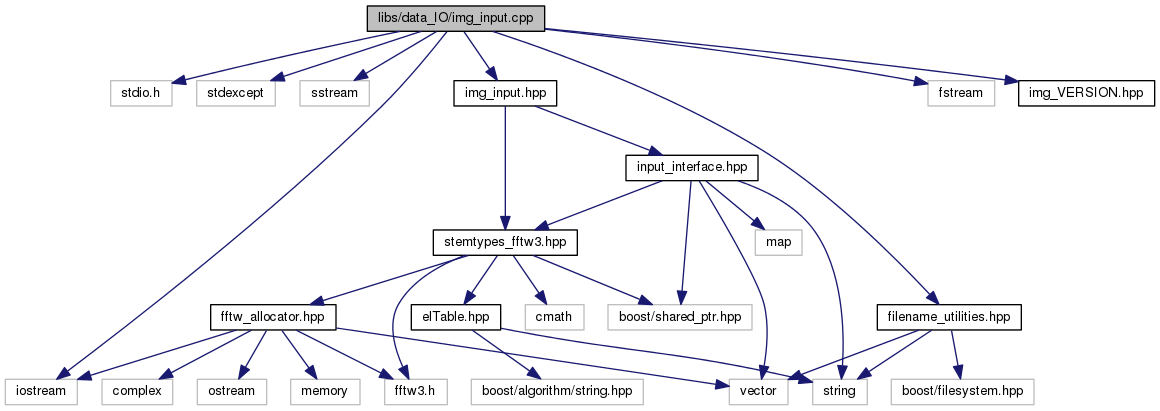 libs/data_IO/img_input.cpp
stdio.h
stdexcept
sstream
img_input.hpp
fstream
img_VERSION.hpp
input_interface.hpp
stemtypes_fftw3.hpp
map
fftw_allocator.hpp
elTable.hpp
cmath
boost/shared_ptr.hpp
filename_utilities.hpp
iostream
complex
ostream
memory
fftw3.h
boost/algorithm/string.hpp
vector
string
boost/filesystem.hpp